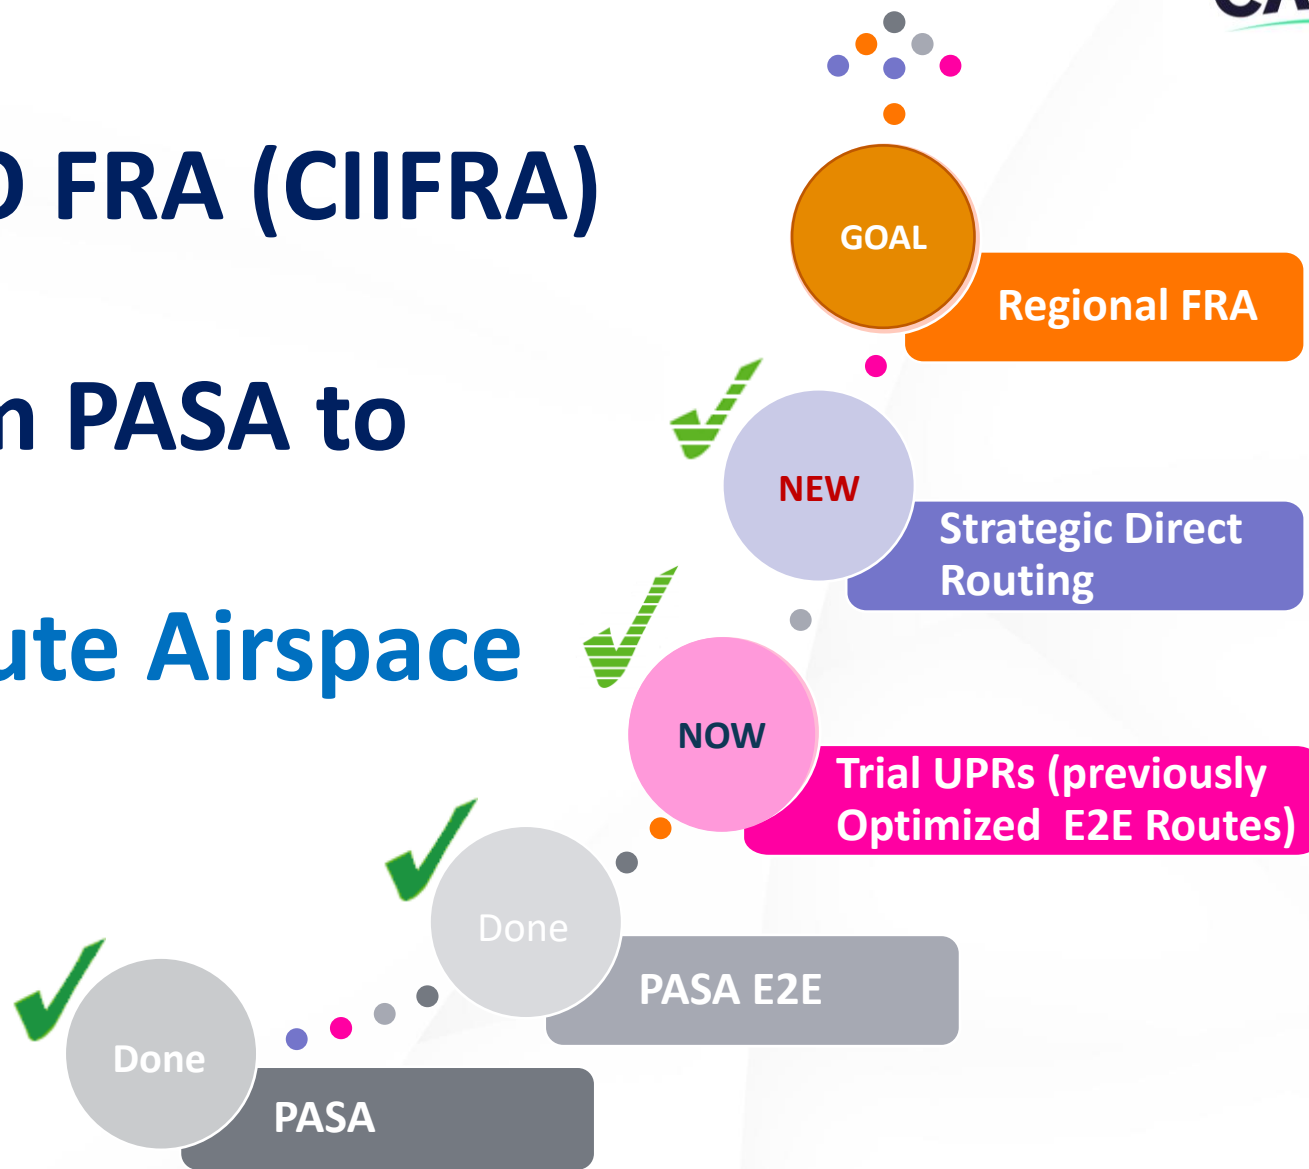 FRA (CIIFRA)
PASA to
Airspace
GOAL
Regional FRA
NEW
Strategic Direct
Routing
NOW
Trial UPRs (previously
Optimized E2E Routes)
Done
PASA E2E
Done
PASA